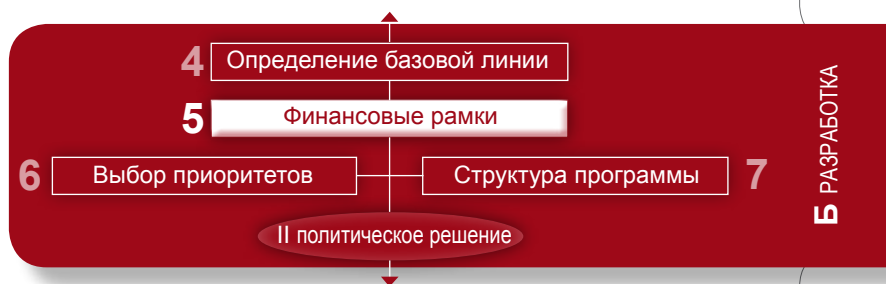 4 Определение базовой линии
5 Финансовые рамки
6 Выбор приоритетов
Структура программы 7
II политическое решение
Б РАЗРАБОТКА